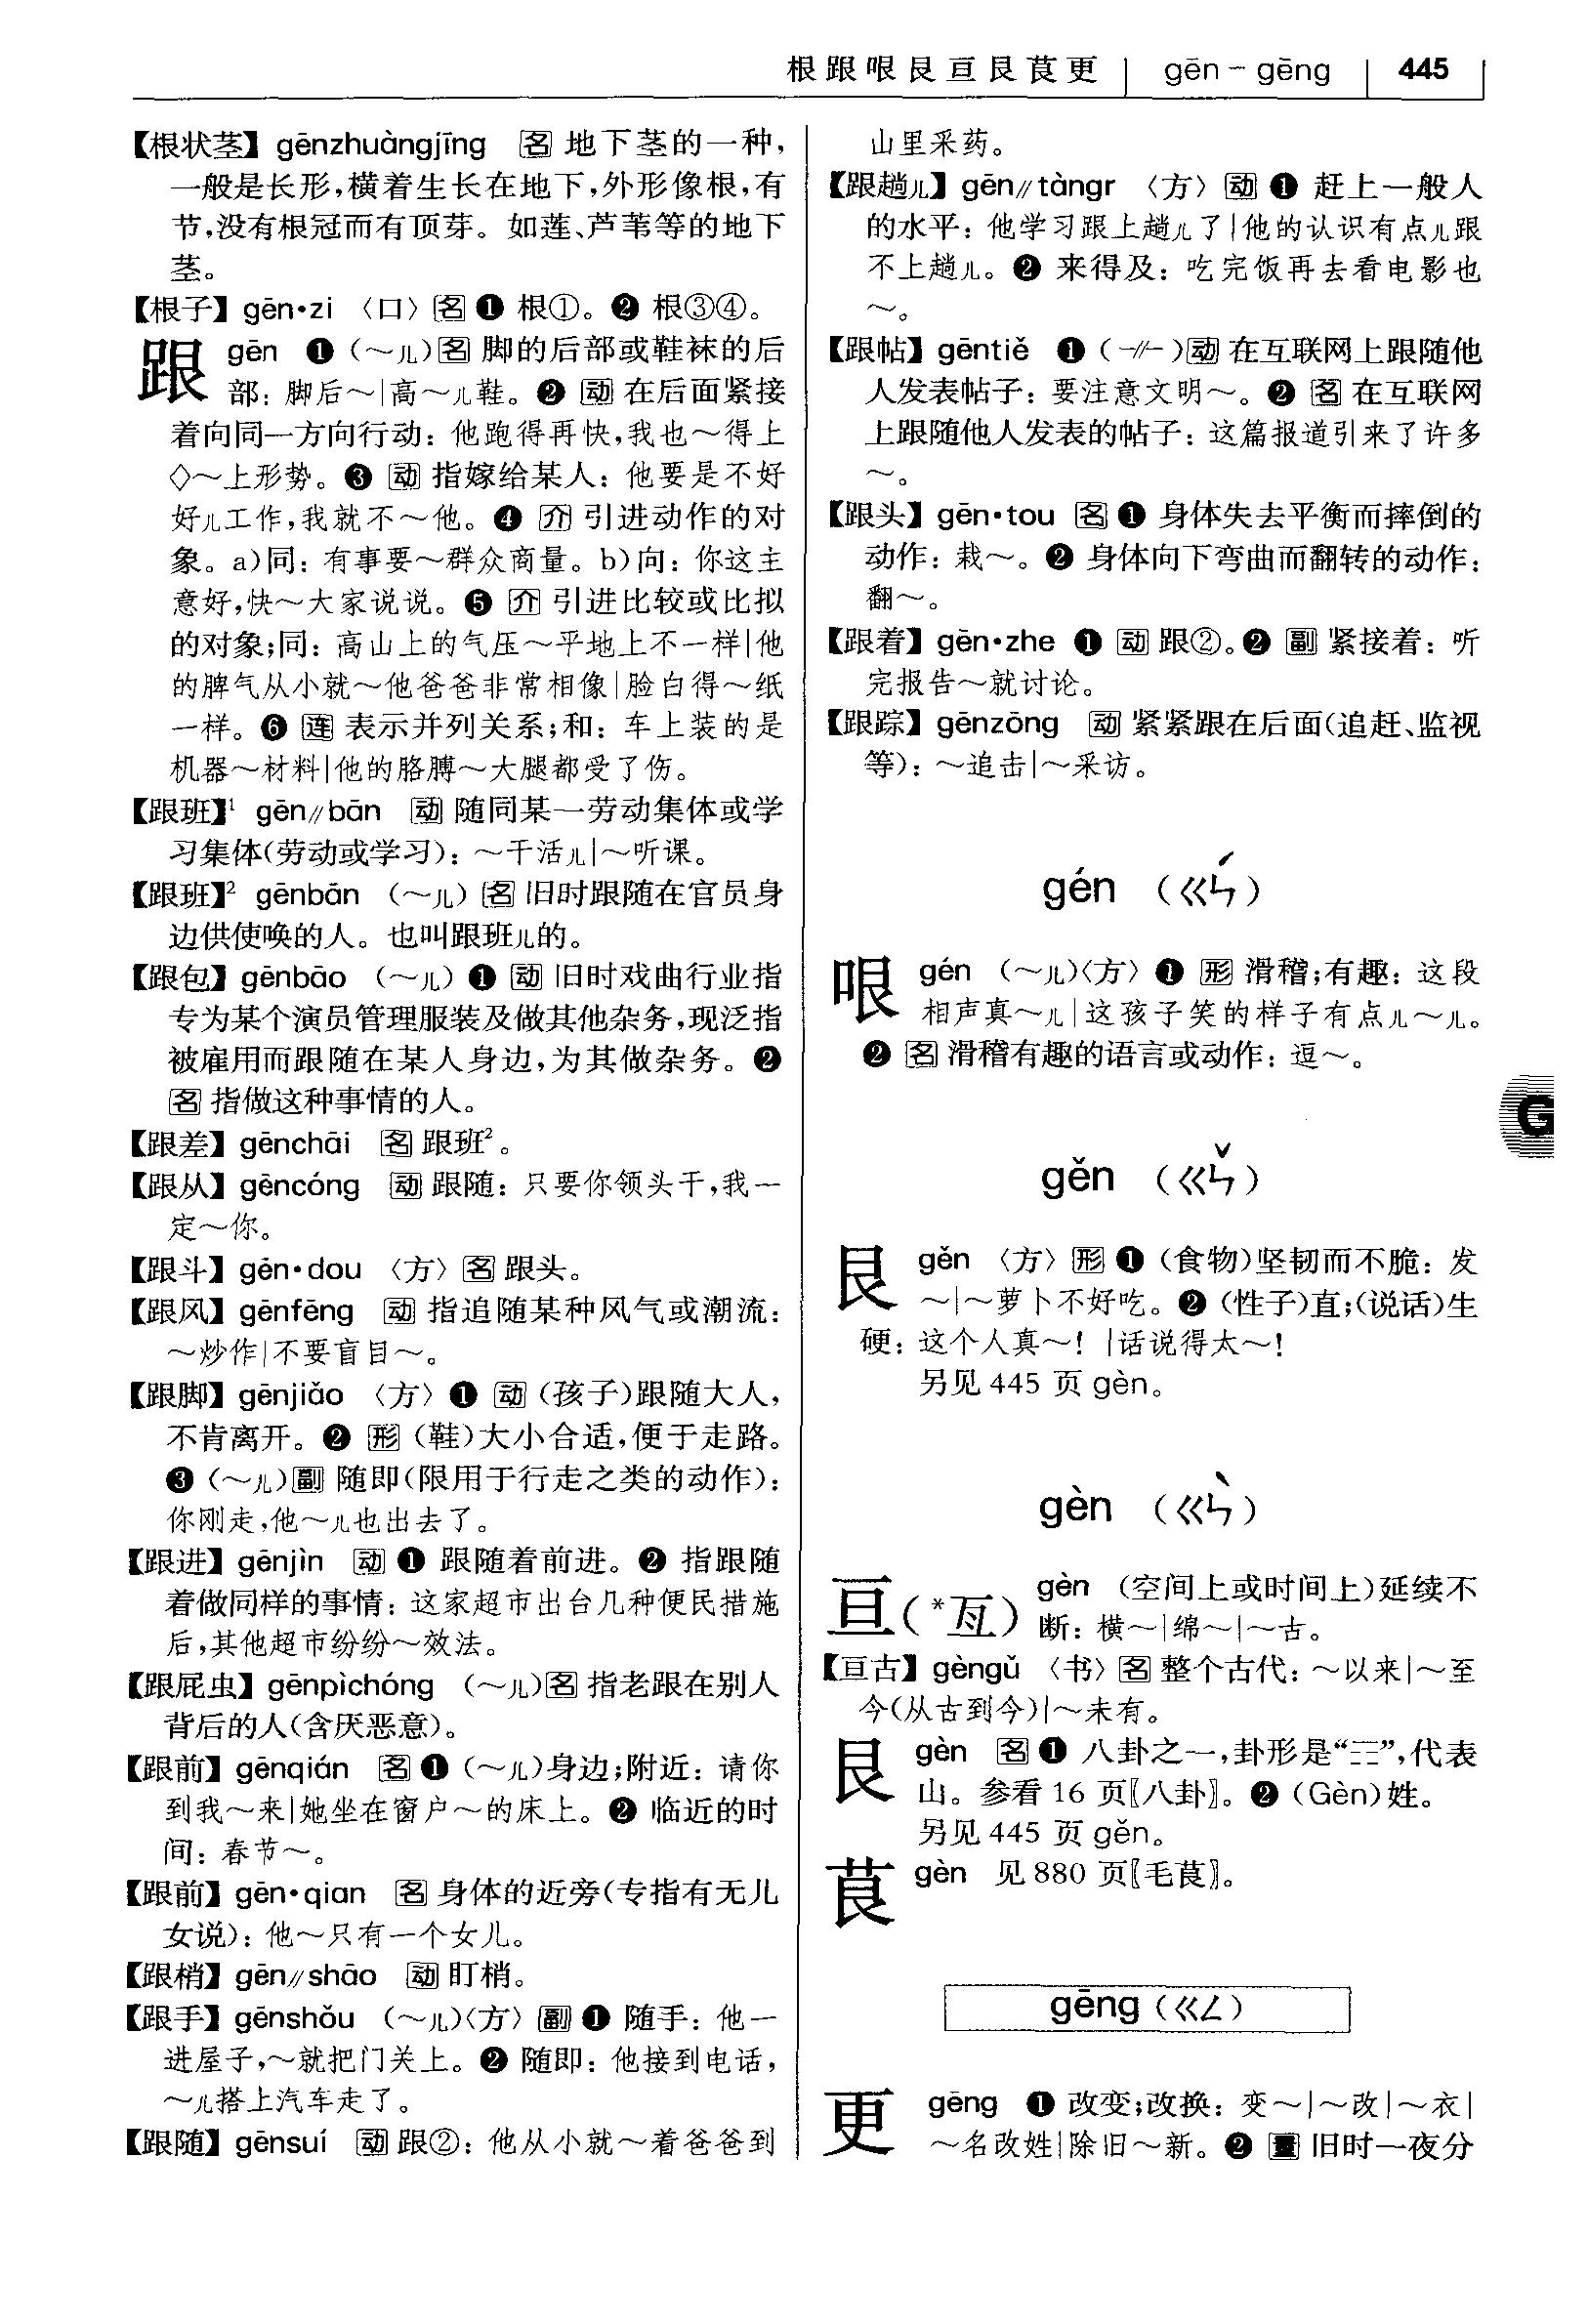 根跟哏艮亘艮茛更 gēn－gēng 445
【根状茎】gēnzhuàngjīng 名 地下茎的一种，
一般是长形，横着生长在地下，外形像根，有
节，没有根冠而有顶芽。如莲、芦苇等的地下
茎。
【根子】gēn•zi 〈口〉名❶ 根①。❷ 根③④。
跟 gēn ❶（～儿）名 脚的后部或鞋袜的后
部：脚后～|高～儿鞋。❷ 动 在后面紧接
着向同一方向行动：他跑得再快，我也～得上
◇～上形势。❸ 动 指嫁给某人：他要是不好
好儿工作，我就不～他。❹ 介 引进动作的对
象。a)同：有事要～群众商量。b)向：你这主
意好，快～大家说说。❺ 介 引进比较或比拟
的对象；同：高山上的气压～平地上不一样|他
的脾气从小就～他爸爸非常相像|脸白得～纸
一样。❻ 连 表示并列关系；和：车上装的是
机器～材料|他的胳膊～大腿都受了伤。
【跟班】¹ gēn∥bān 动 随同某一劳动集体或学
习集体（劳动或学习）：～干活儿|～听课。
【跟班】² gēnbān （～儿）名 旧时跟随在官员身
边供使唤的人。也叫跟班儿的。
【跟包】gēnbāo （～儿）❶ 动 旧时戏曲行业指
专为某个演员管理服装及做其他杂务，现泛指
被雇用而跟随在某人身边，为其做杂务。❷
名 指做这种事情的人。
【跟差】gēnchāi 名 跟班²。
【跟从】gēncóng 动 跟随：只要你领头干，我一
定～你。
【跟斗】gēn•dou 〈方〉名 跟头。
【跟风】gēnfēng 动 指追随某种风气或潮流：
～炒作|不要盲目～。
【跟脚】gēnjiǎo 〈方〉❶ 动（孩子）跟随大人，
不肯离开。❷ 形（鞋）大小合适，便于走路。
❸（～儿）副 随即（限用于行走之类的动作）：
你刚走，他～儿也出去了。
【跟进】gēnjìn 动❶ 跟随着前进。❷ 指跟随
着做同样的事情：这家超市出台几种便民措施
后，其他超市纷纷～效法。
【跟屁虫】gēnpìchóng （～儿）名 指老跟在别人
背后的人（含厌恶意）。
【跟前】gēnqián 名❶（～儿）身边；附近：请你
到我～来|她坐在窗户～的床上。❷ 临近的时
间：春节～。
【跟前】gēn•qian 名 身体的近旁（专指有无儿
女说）：他～只有一个女儿。
【跟梢】gēn∥shāo 动 盯梢。
【跟手】gēnshǒu （～儿）〈方〉副❶ 随手：他一
进屋子，～就把门关上。❷ 随即：他接到电话，
～儿搭上汽车走了。
【跟随】gēnsuí 动 跟②：他从小就～着爸爸到
山里采药。
【跟趟儿】gēn∥tàngr 〈方〉动❶ 赶上一般人
的水平：他学习跟上趟儿了|他的认识有点儿跟
不上趟儿。❷ 来得及：吃完饭再去看电影也
～。
【跟帖】gēntiě ❶（－∥－）动 在互联网上跟随他
人发表帖子：要注意文明～。❷ 名 在互联网
上跟随他人发表的帖子：这篇报道引来了许多
～。
【跟头】gēn•tou 名❶ 身体失去平衡而摔倒的
动作：栽～。❷ 身体向下弯曲而翻转的动作：
翻～。
【跟着】gēn•zhe ❶ 动 跟②。❷ 副 紧接着：听
完报告～就讨论。
【跟踪】gēnzōng 动 紧紧跟在后面（追赶、监视
等）：～追击|～采访。
gén （ㄍㄣˊ）
哏 gén （～儿）〈方〉❶ 形 滑稽；有趣：这段
相声真～儿|这孩子笑的样子有点儿～儿。
❷ 名 滑稽有趣的语言或动作：逗～。
G
gěn （ㄍㄣˇ）
艮 gěn 〈方〉形❶（食物）坚韧而不脆：发
～|～萝卜不好吃。❷（性子）直；（说话）生
硬：这个人真～！|话说得太～！
另见 445 页 gèn。
gèn （ㄍㄣˋ）
亘（*亙） gèn （空间上或时间上）延续不
断：横～|绵～|～古。
【亘古】gèngǔ 〈书〉名 整个古代：～以来|～至
今（从古到今）|～未有。
艮 gèn 名❶ 八卦之一，卦形是“☶”，代表
山。参看 16 页〖八卦〗。❷（Gèn）姓。
另见 445 页 gěn。
茛 gèn 见 880 页〖毛茛〗。
gēng（ㄍㄥ）
更 gēng ❶ 改变；改换：变～|～改|～衣|
～名改姓|除旧～新。❷ 量 旧时一夜分